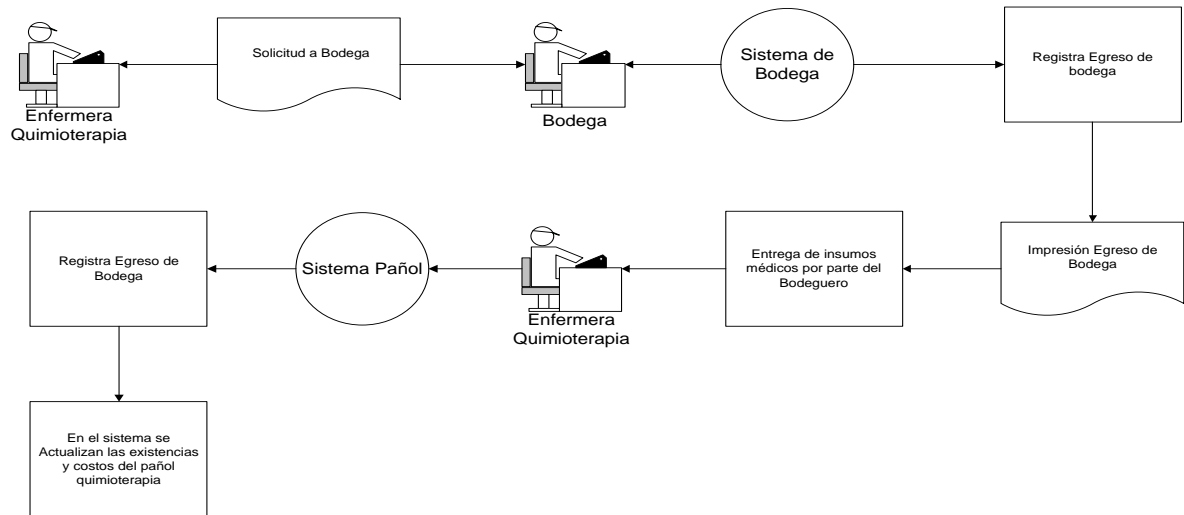 Solicitud a Bodega
Enfermera
Quimioterapia
Bodega
Sistema de
Bodega
Registra Egreso de
bodega
Registra Egreso de
Bodega
Sistema Pañol
Enfermera
Quimioterapia
Entrega de insumos
médicos por parte del
Bodeguero
Impresión Egreso de
Bodega
En el sistema se
Actualizan las existencias
y costos del pañol
quimioterapia